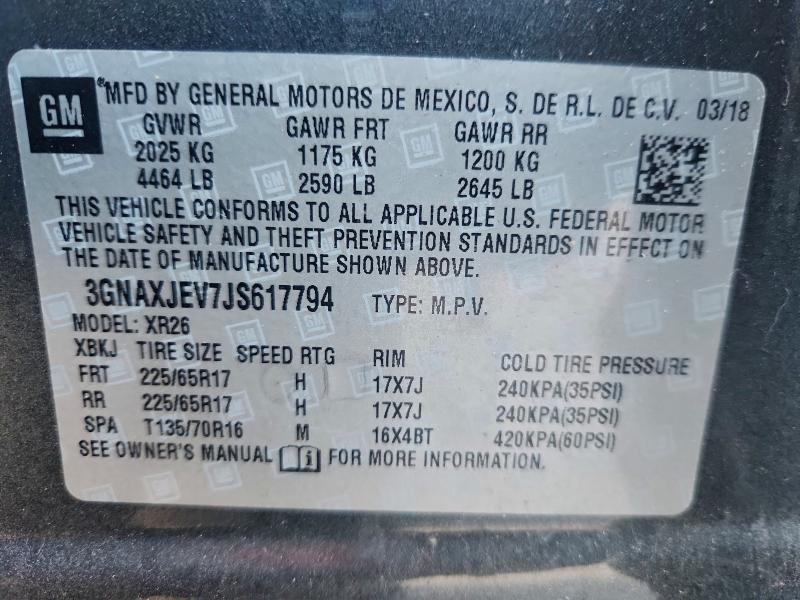 GM
®MFD BY GENERAL MOTORS DE MEXICO, S. DE R.L. DE C.V. 03/18
GVWR GAWR FRT GAWR RR
2025 KG 1175 KG 1200 KG
4464 LB 2590 LB 2645 LB
THIS VEHICLE CONFORMS TO ALL APPLICABLE U.S. FEDERAL MOTOR
VEHICLE SAFETY AND THEFT PREVENTION STANDARDS IN EFFECT ON
THE DATE OF MANUFACTURE SHOWN ABOVE.
3GNAXJEV7JS617794 TYPE: M.P.V.
MODEL: XR26
XBKJ TIRE SIZE SPEED RTG RIM COLD TIRE PRESSURE
FRT 225/65R17 H 17X7J 240KPA(35PSI)
RR 225/65R17 H 17X7J 240KPA(35PSI)
SPA T135/70R16 M 16X4BT 420KPA(60PSI)
SEE OWNER'S MANUAL i FOR MORE INFORMATION.